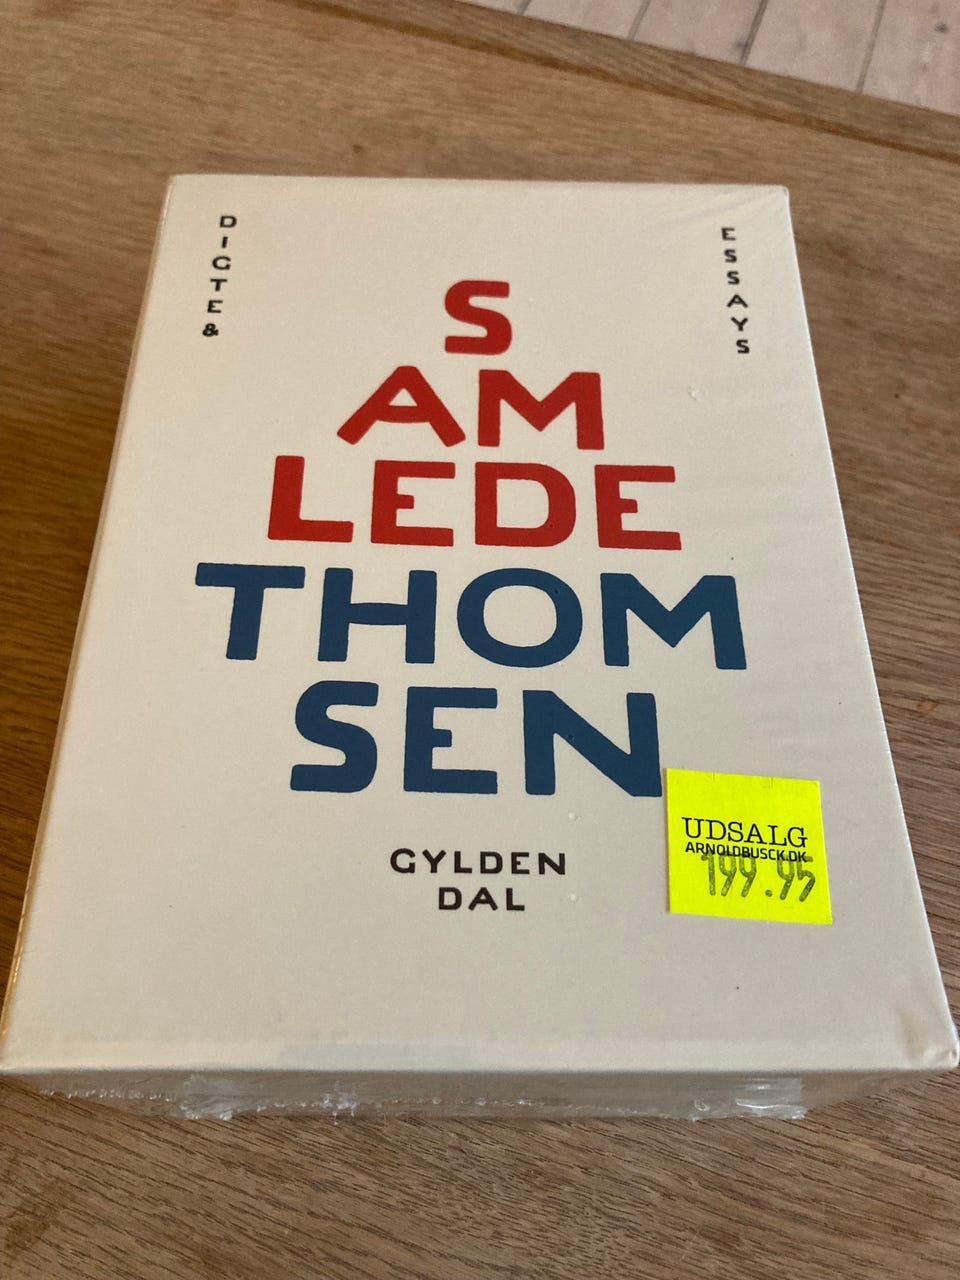 DIGTE &
ESSAYS
S
AM
LEDE
THOM
SEN
GYLDEN
DAL
UDSALG
ARNOLDBUSCK.DK
199.95